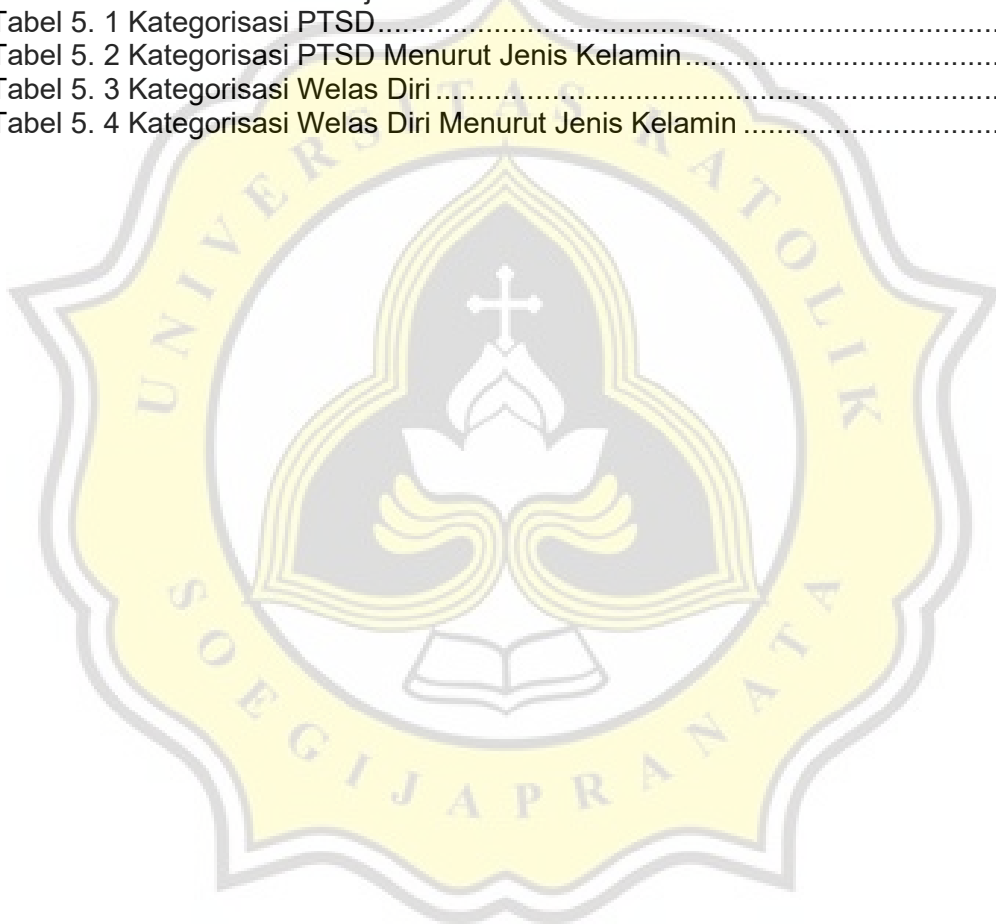 Tabel 5. 1 Kategorisasi PTSD
Tabel 5. 2 Kategorisasi PTSD Menurut Jenis Kelamin
Tabel 5. 3 Kategorisasi Welas Diri
Tabel 5. 4 Kategorisasi Welas Diri Menurut Jenis Kelamin
UNIVERSITAS KATOLIK
SOEGIJAPRANATA